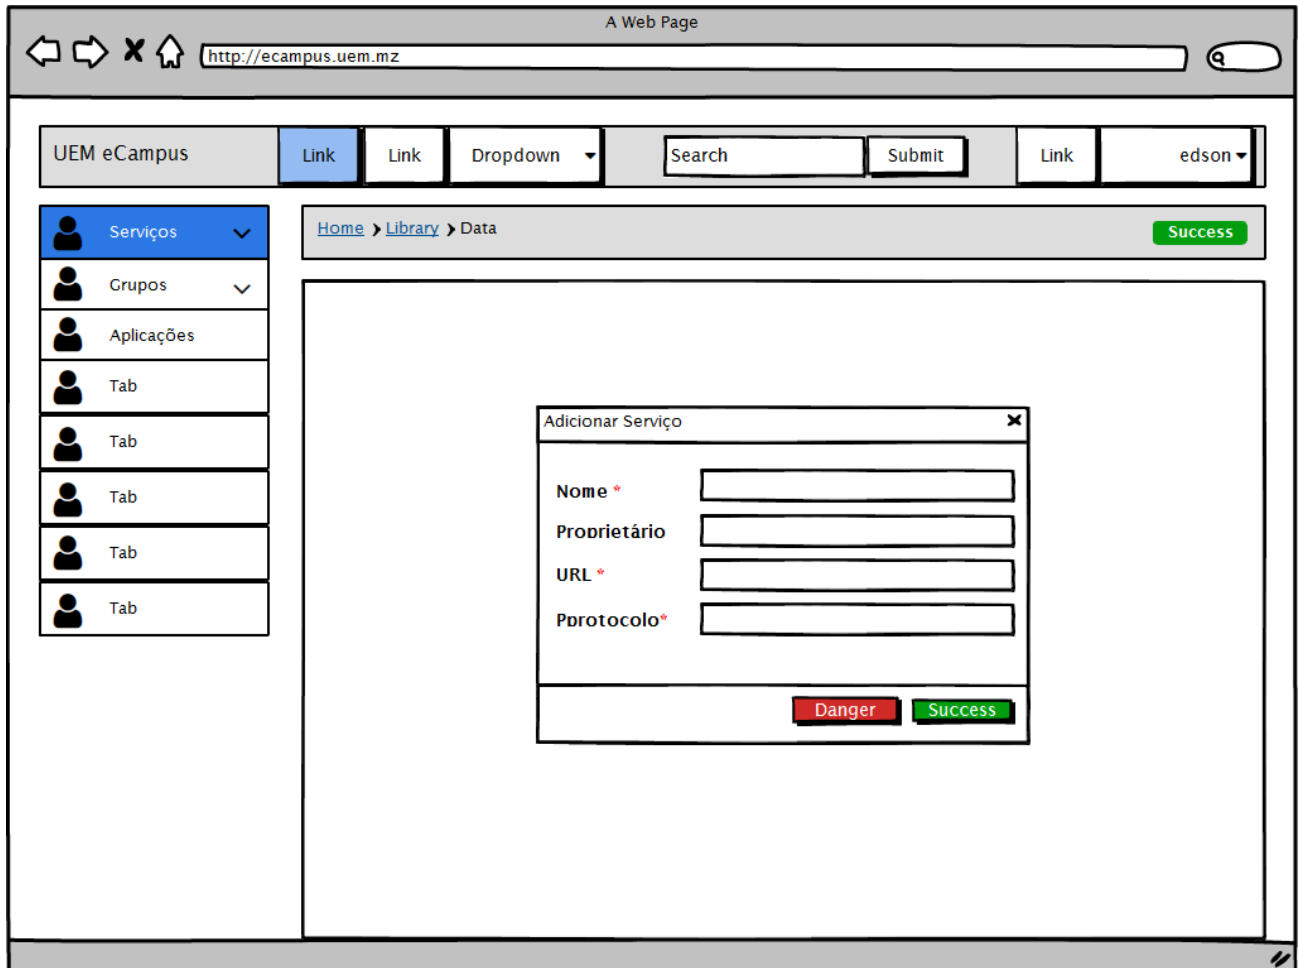 A Web Page
http://ecampus.uem.mz
UEM eCampus Link Link Dropdown Search Submit Link edson
Serviços
Home Library Data Success
Grupos
Aplicações
Tab
Adicionar Serviço
Tab
Nome *
Tab
Proprietário
Tab
URL *
Tab
Pprotocolo*
Danger Success